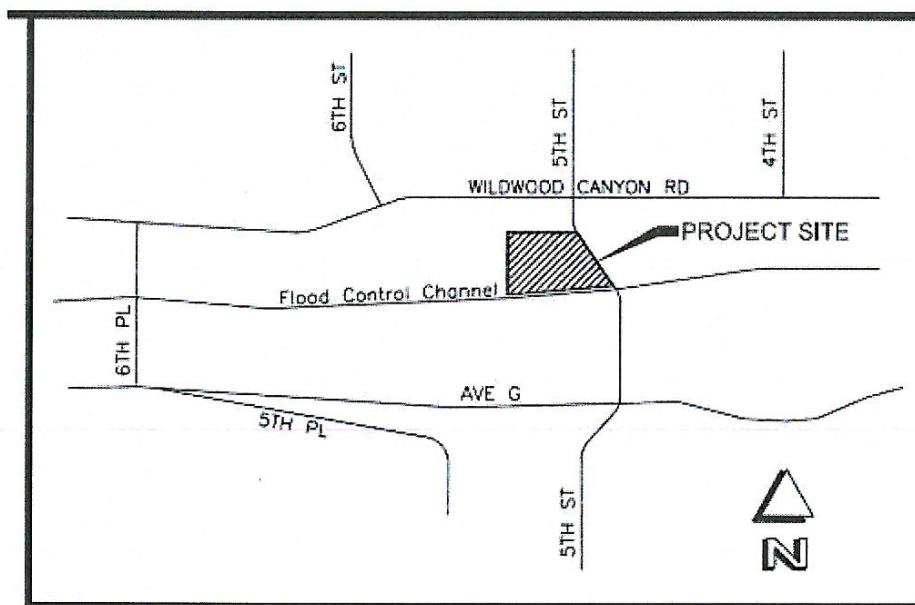 6TH ST
5TH ST
4TH ST
WILDWOOD CANYON RD
PROJECT SITE
Flood Control Channel
6TH PL
AVE G
5TH PL
5TH ST
N